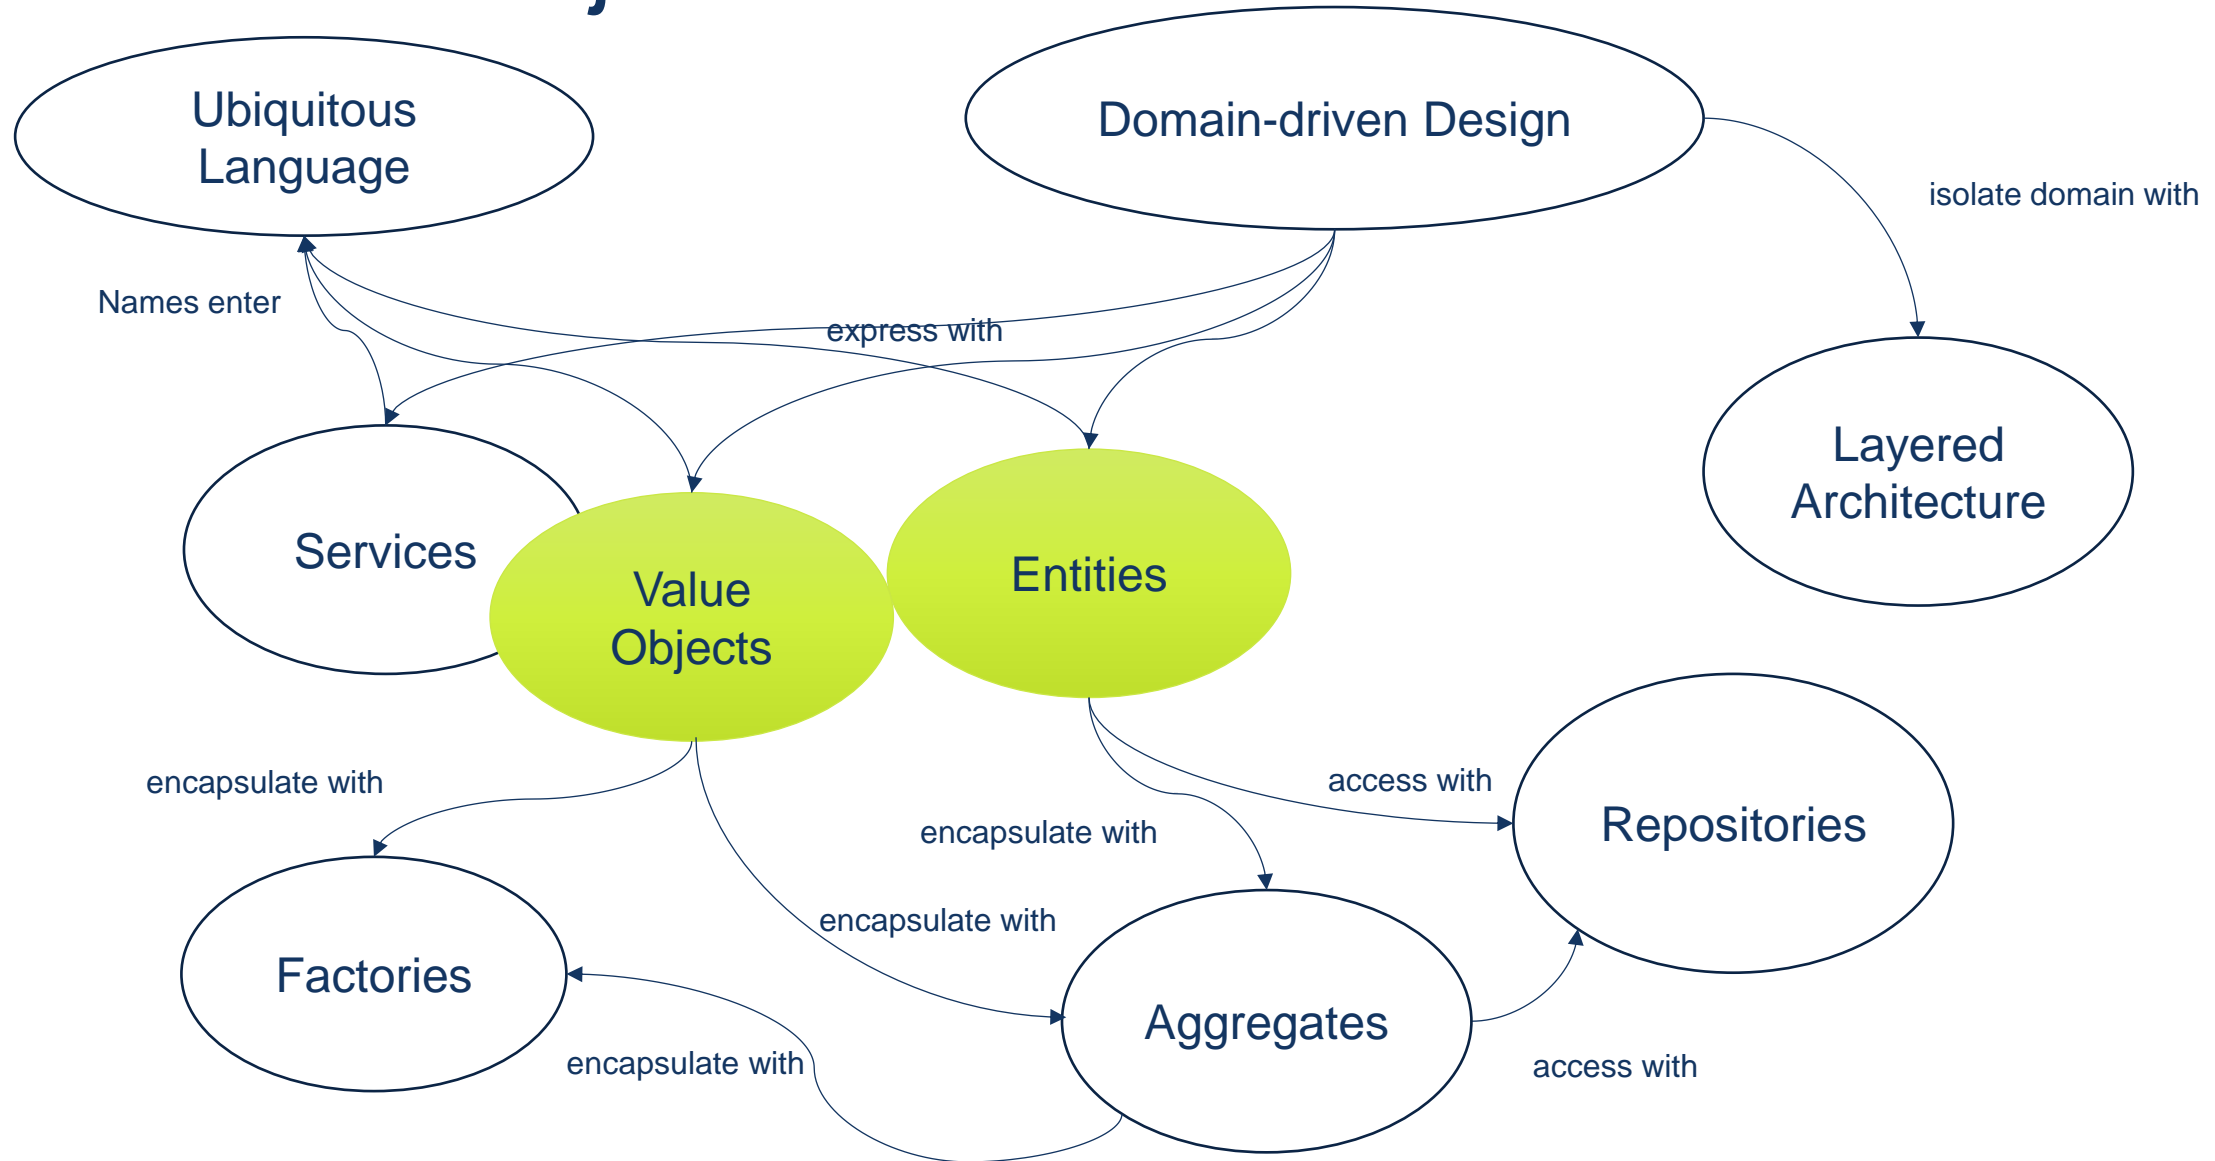 Ubiquitous
Language
Domain-driven Design
isolate domain with
Names enter
express with
Layered
Architecture
Services
Value
Objects
Entities
encapsulate with
access with
encapsulate with
Repositories
encapsulate with
Factories
Aggregates
encapsulate with
access with